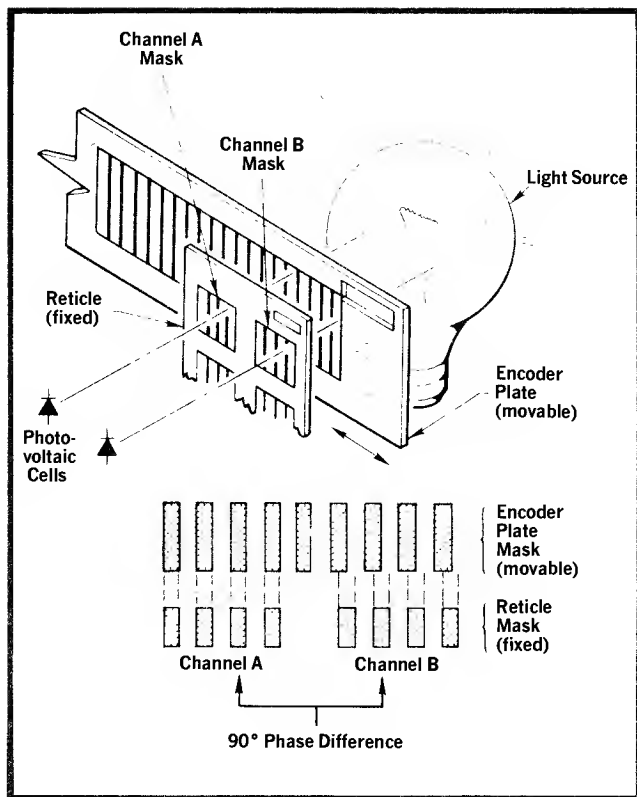 Channel A
Mask
Channel B
Mask
Light Source
Reticle
(fixed)
Encoder
Plate
(movable)
Photo-
voltaic
Cells
Encoder
Plate
Mask
(movable)
Reticle
Mask
(fixed)
Channel A
Channel B
90° Phase Difference